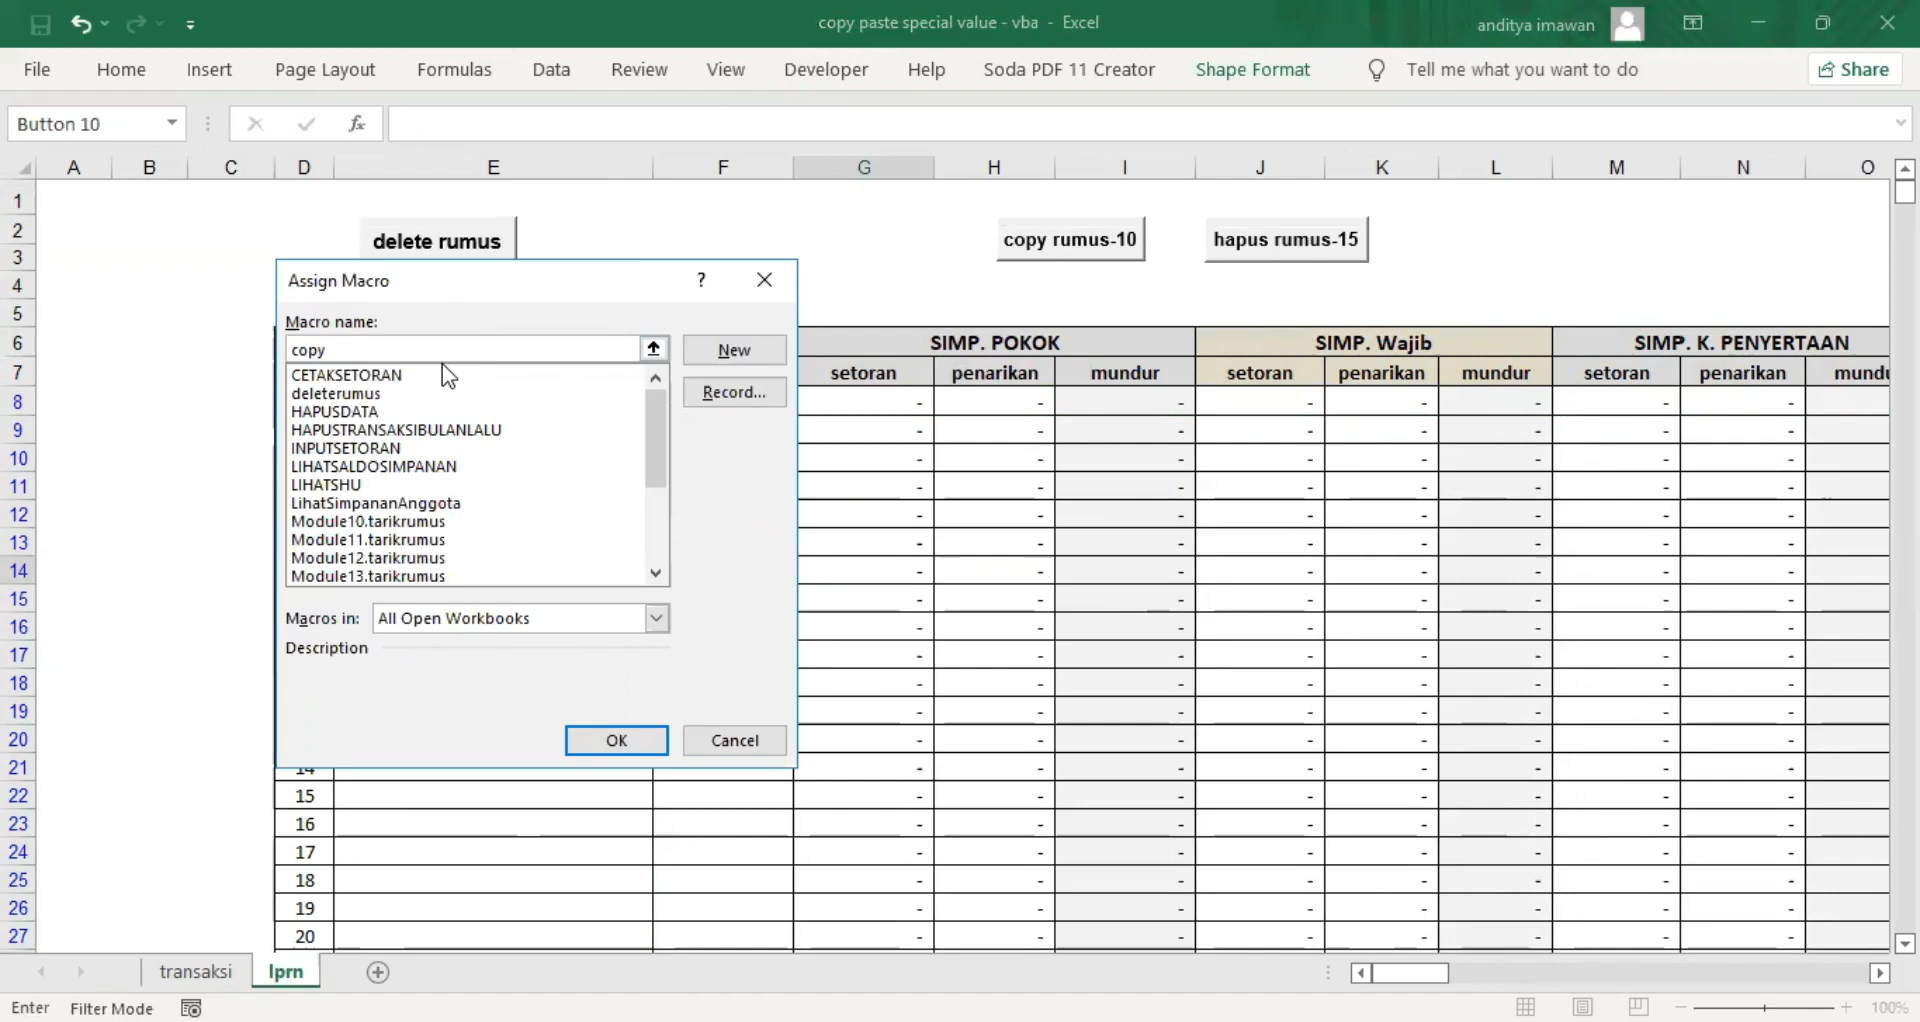 copy paste special value - vba - Excel
anditya imawan
File Home Insert Page Layout Formulas Data Review View Developer Help Soda PDF 11 Creator Shape Format Tell me what you want to do Share
Button 10
fx
A B C D E F G H I J K L M N O
1
2
3
4
5
6
7
8
9
10
11
12
13
14
15
16
17
18
19
20
21
22
23
24
25
26
27
delete rumus
copy rumus-10
hapus rumus-15
Assign Macro ?
Macro name:
copy
New
CETAKSETORAN
deleterumus
HAPUSDATA
HAPUSTRANSAKSIBULANLALU
INPUTSETORAN
LIHATSALDOSIMPANAN
LIHATSHU
LihatSimpananAnggota
Module10.tarikrumus
Module11.tarikrumus
Module12.tarikrumus
Module13.tarikrumus
Record...
Macros in: All Open Workbooks
Description
OK Cancel
SIMP. POKOK SIMP. Wajib SIMP. K. PENYERTAAN
setoran penarikan mundur setoran penarikan mundur setoran penarikan mundu
- - - - - - - -
- - - - - - - -
- - - - - - - -
- - - - - - - -
- - - - - - - -
- - - - - - - -
- - - - - - - -
- - - - - - - -
- - - - - - - -
- - - - - - - -
- - - - - - - -
- - - - - - - -
- - - - - - - -
14 - - - - - - - -
15 - - - - - - - -
16 - - - - - - - -
17 - - - - - - - -
18 - - - - - - - -
19 - - - - - - - -
20 - - - - - - - -
transaksi lprn
Enter Filter Mode
100%